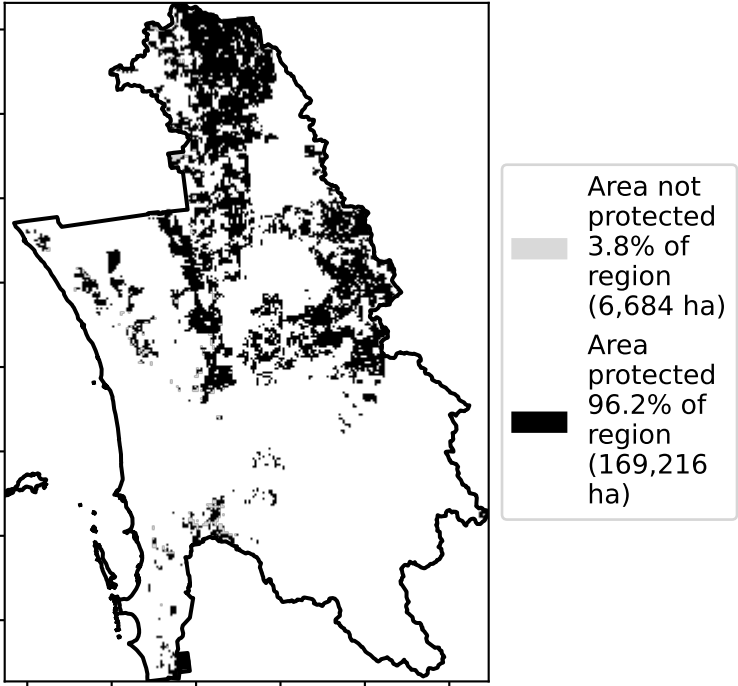 Area not
protected
3.8% of
region
(6,684 ha)
Area
protected
96.2% of
region
(169,216
ha)